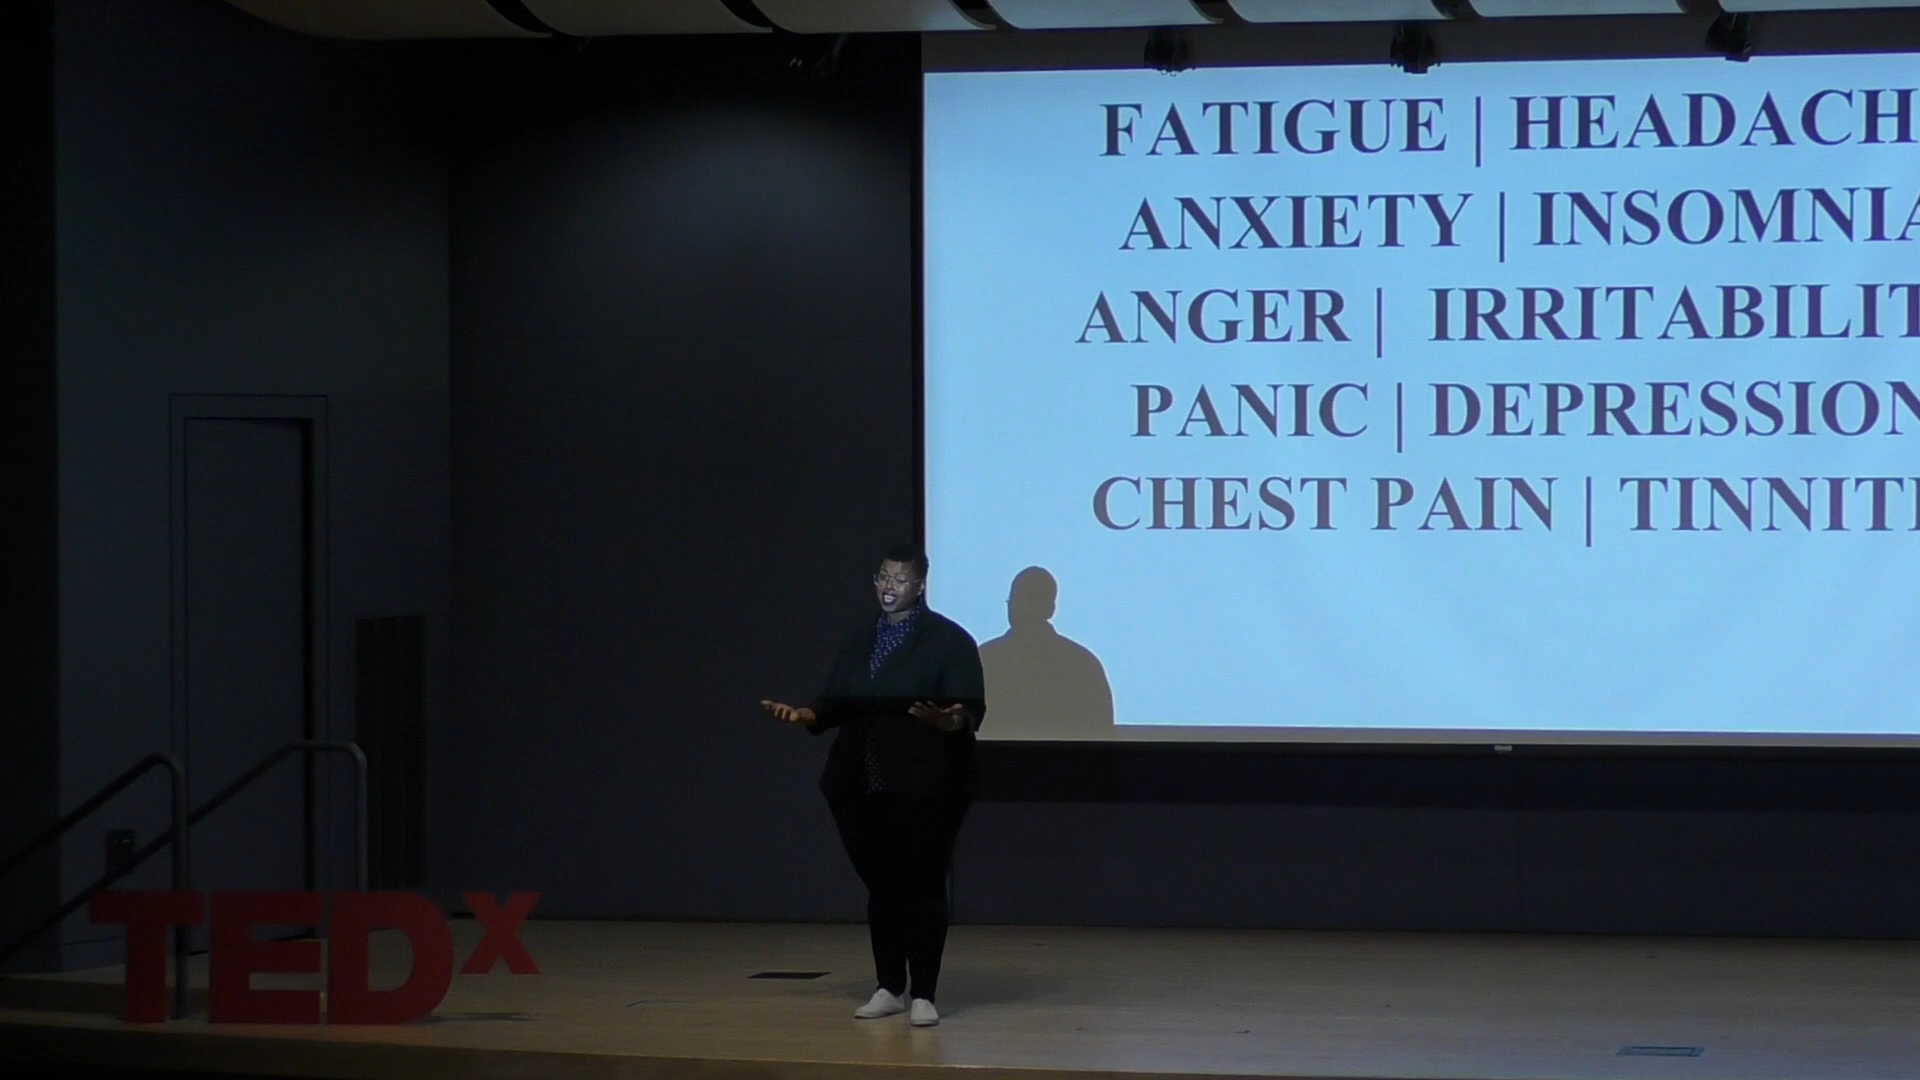 FATIGUE | HEADACH
ANXIETY | INSOMNIA
ANGER | IRRITABILIT
PANIC | DEPRESSION
CHEST PAIN | TINNIT
TEDx